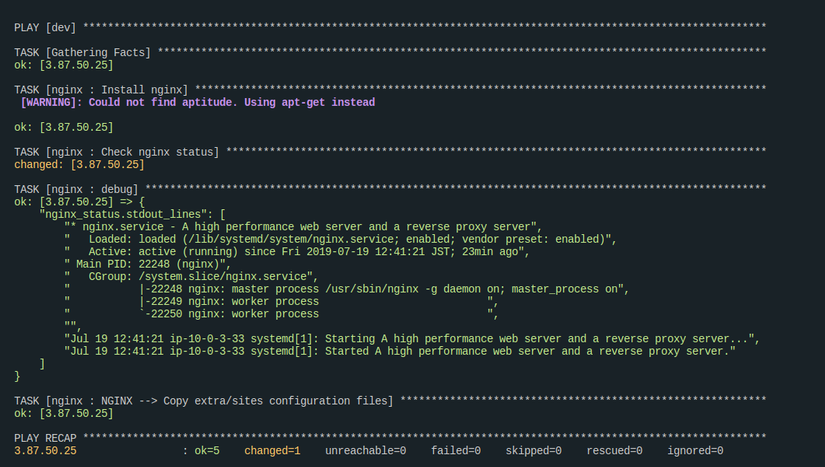 PLAY [dev] **************************************************************************************************************
TASK [Gathering Facts] **************************************************************************************************
ok: [3.87.50.25]
TASK [nginx : Install nginx] ********************************************************************************************
 [WARNING]: Could not find aptitude. Using apt-get instead
ok: [3.87.50.25]
TASK [nginx : Check nginx status] ***************************************************************************************
changed: [3.87.50.25]
TASK [nginx : debug] ****************************************************************************************************
ok: [3.87.50.25] => {
    "nginx_status.stdout_lines": [
        "* nginx.service - A high performance web server and a reverse proxy server",
        "   Loaded: loaded (/lib/systemd/system/nginx.service; enabled; vendor preset: enabled)",
        "   Active: active (running) since Fri 2019-07-19 12:41:21 JST; 23min ago",
        " Main PID: 22248 (nginx)",
        "   CGroup: /system.slice/nginx.service",
        "           |-22248 nginx: master process /usr/sbin/nginx -g daemon on; master_process on",
        "           |-22249 nginx: worker process                           ",
        "           `-22250 nginx: worker process                           ",
        "",
        "Jul 19 12:41:21 ip-10-0-3-33 systemd[1]: Starting A high performance web server and a reverse proxy server...",
        "Jul 19 12:41:21 ip-10-0-3-33 systemd[1]: Started A high performance web server and a reverse proxy server."
    ]
}
TASK [nginx : NGINX --> Copy extra/sites configuration files] ***********************************************************
ok: [3.87.50.25]
PLAY RECAP **************************************************************************************************************
3.87.50.25                 : ok=5    changed=1    unreachable=0    failed=0    skipped=0    rescued=0    ignored=0